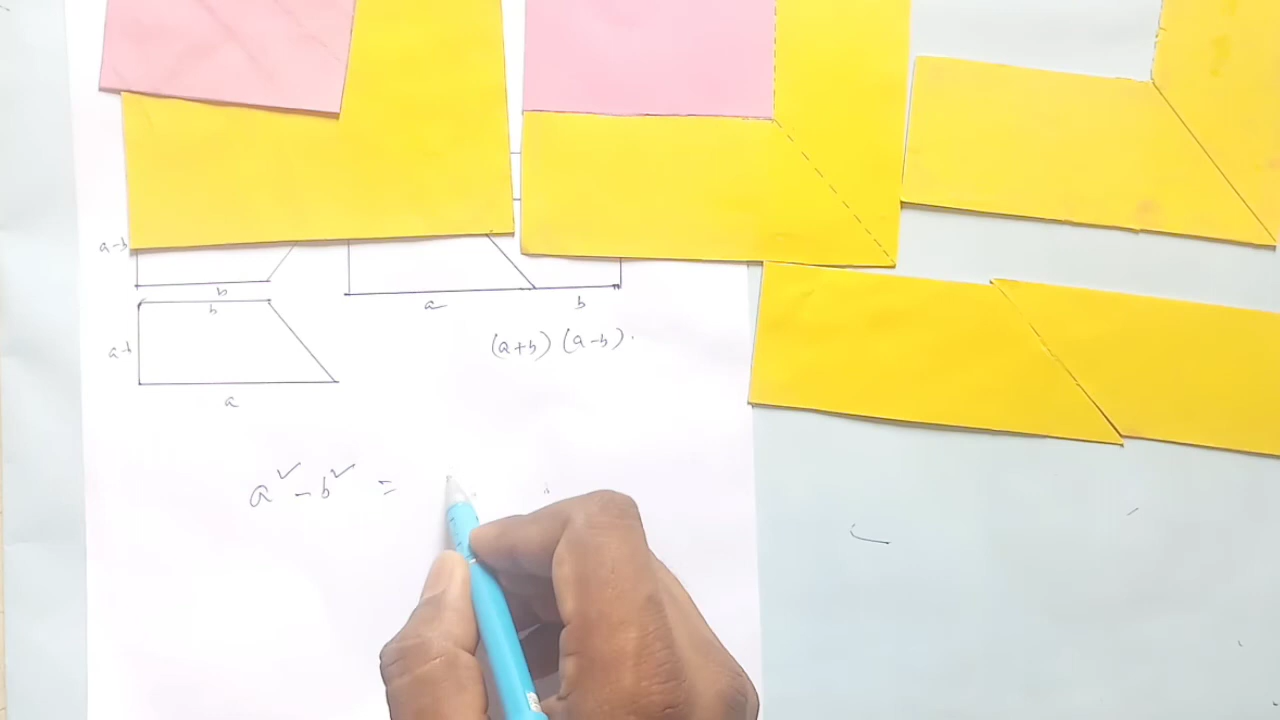 a-b
b
b
a b
a-b
(a+b) (a-b).
a
a² - b² =